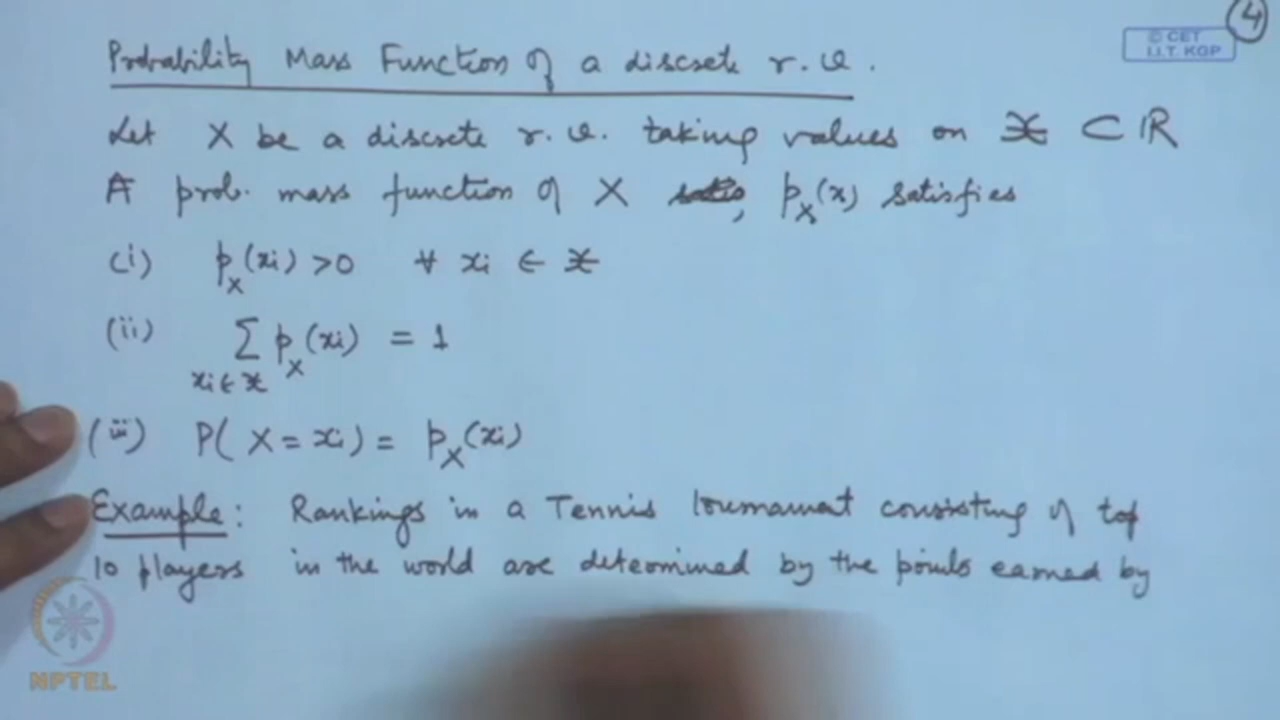 4
© CET
I.I.T. KGP
Probability Mass Function of a discrete r.v.
Let X be a discrete r.v. taking values on 𝒳 ⊂ ℝ
A prob. mass function of X, p_X(x) satisfies
(i) p_X(xi) > 0 ∀ xi ∈ 𝒳
(ii) Σ_{xi ∈ 𝒳} p_X(xi) = 1
(iii) P(X = xi) = p_X(xi)
Example: Rankings in a Tennis tournament consisting of top
10 players in the world are determined by the points earned by
NPTEL